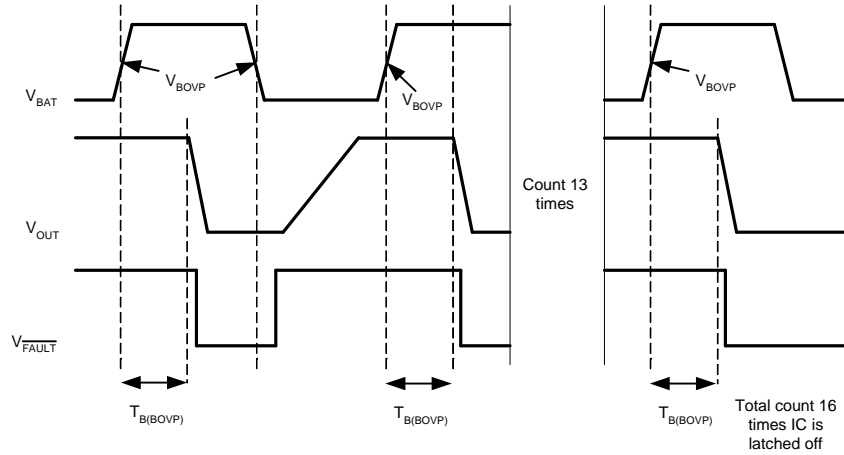 V_BOVP
V_BOVP
V_BOVP
V_BAT
Count 13
times
V_OUT
V_FAULT
T_B(BOVP)
T_B(BOVP)
T_B(BOVP)
Total count 16
times IC is
latched off